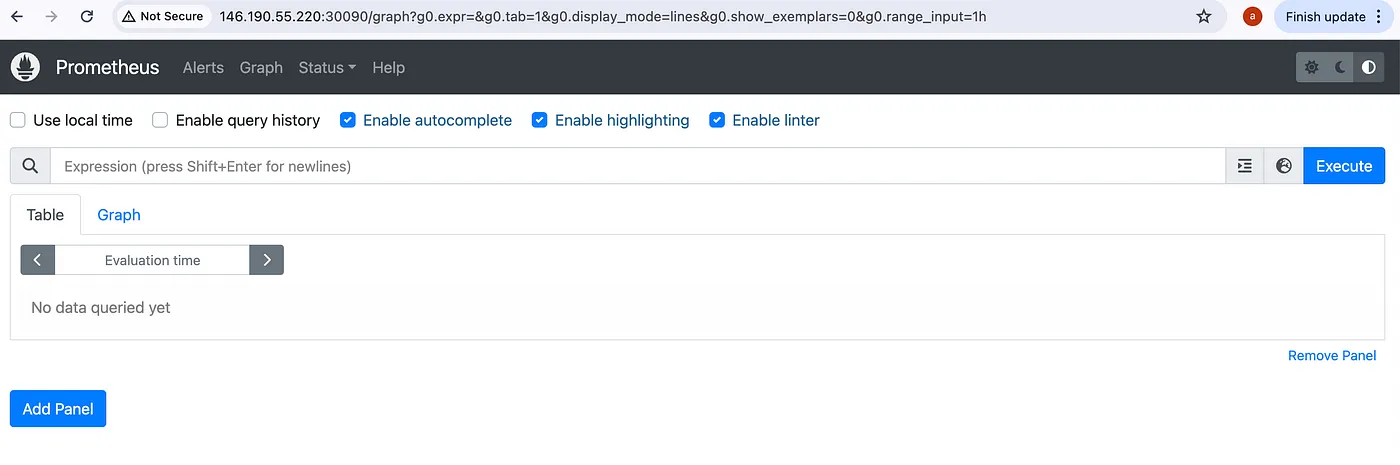 Not Secure 146.190.55.220:30090/graph?g0.expr=&g0.tab=1&g0.display_mode=lines&g0.show_exemplars=0&g0.range_input=1h a Finish update
Prometheus Alerts Graph Status Help
Use local time Enable query history Enable autocomplete Enable highlighting Enable linter
Expression (press Shift+Enter for newlines) Execute
Table Graph
Evaluation time
No data queried yet
Remove Panel
Add Panel